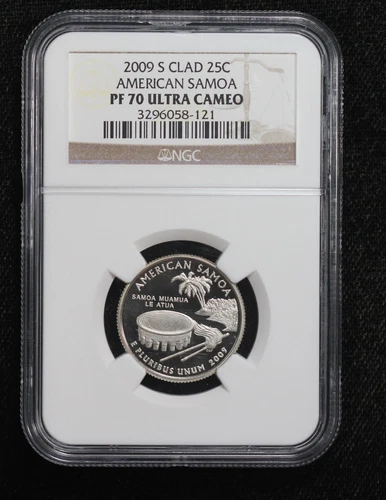 2009 S CLAD 25C
AMERICAN SAMOA
PF 70 ULTRA CAMEO
3296058-121
NGC
AMERICAN SAMOA
SAMOA MUAMUA
LE ATUA
E PLURIBUS UNUM 2009